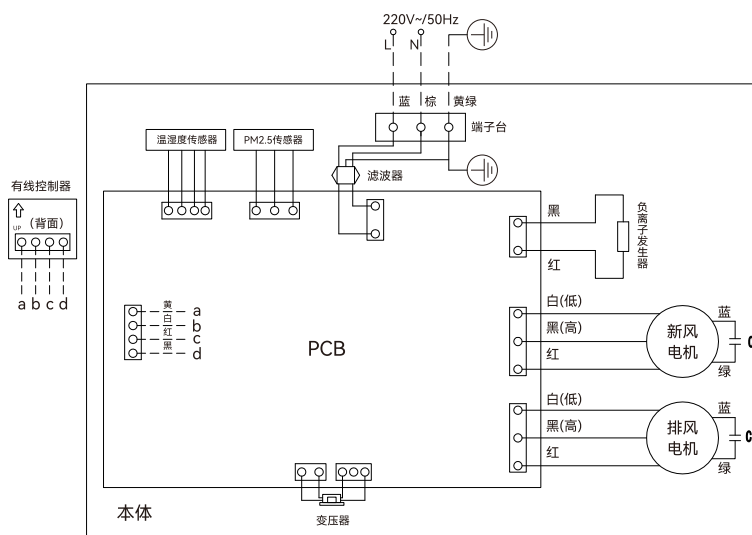 220V~/50Hz
L
N
蓝
棕
黄绿
端子台
温湿度传感器
PM2.5传感器
滤波器
有线控制器
UP
(背面)
a b c d
黑
红
负离子发生器
黄 a
白 b
红 c
黑 d
PCB
白(低)
黑(高)
红
新风
电机
蓝
绿
C
白(低)
黑(高)
红
排风
电机
蓝
绿
C
变压器
本体